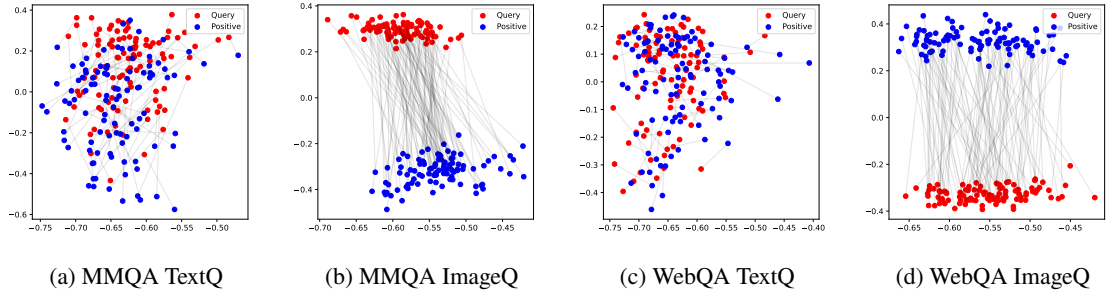 0.4
0.2
0.0
−0.2
−0.4
−0.6
−0.75 −0.70 −0.65 −0.60 −0.55 −0.50
Query
Positive
0.4
0.2
0.0
−0.2
−0.4
−0.65 −0.60 −0.55 −0.50 −0.45
Query
Positive
0.2
0.1
0.0
−0.1
−0.2
−0.3
−0.4
−0.75 −0.70 −0.65 −0.60 −0.55 −0.50 −0.45 −0.40
Query
Positive
0.4
0.2
0.0
−0.2
−0.4
−0.65 −0.60 −0.55 −0.50 −0.45
Query
Positive
(a) MMQA TextQ
(b) MMQA ImageQ
(c) WebQA TextQ
(d) WebQA ImageQ